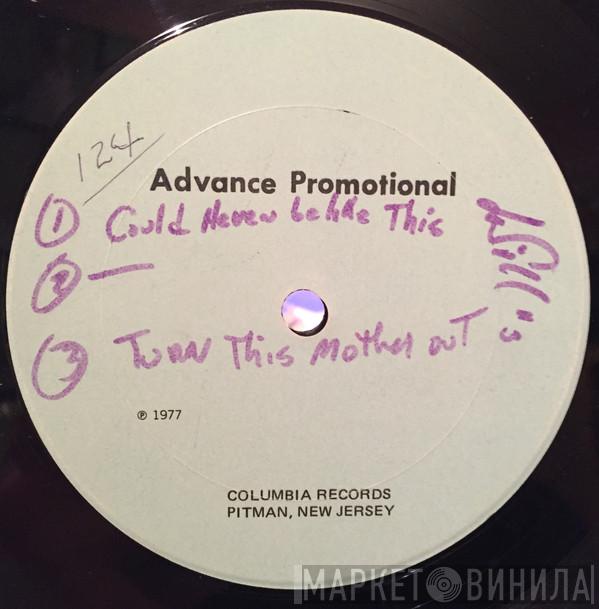 124
Advance Promotional
① Could Never be like This
② —
③ Turn This Mother out
Will's
℗ 1977
COLUMBIA RECORDS
PITMAN, NEW JERSEY
МАРКЕТ ВИНИЛА